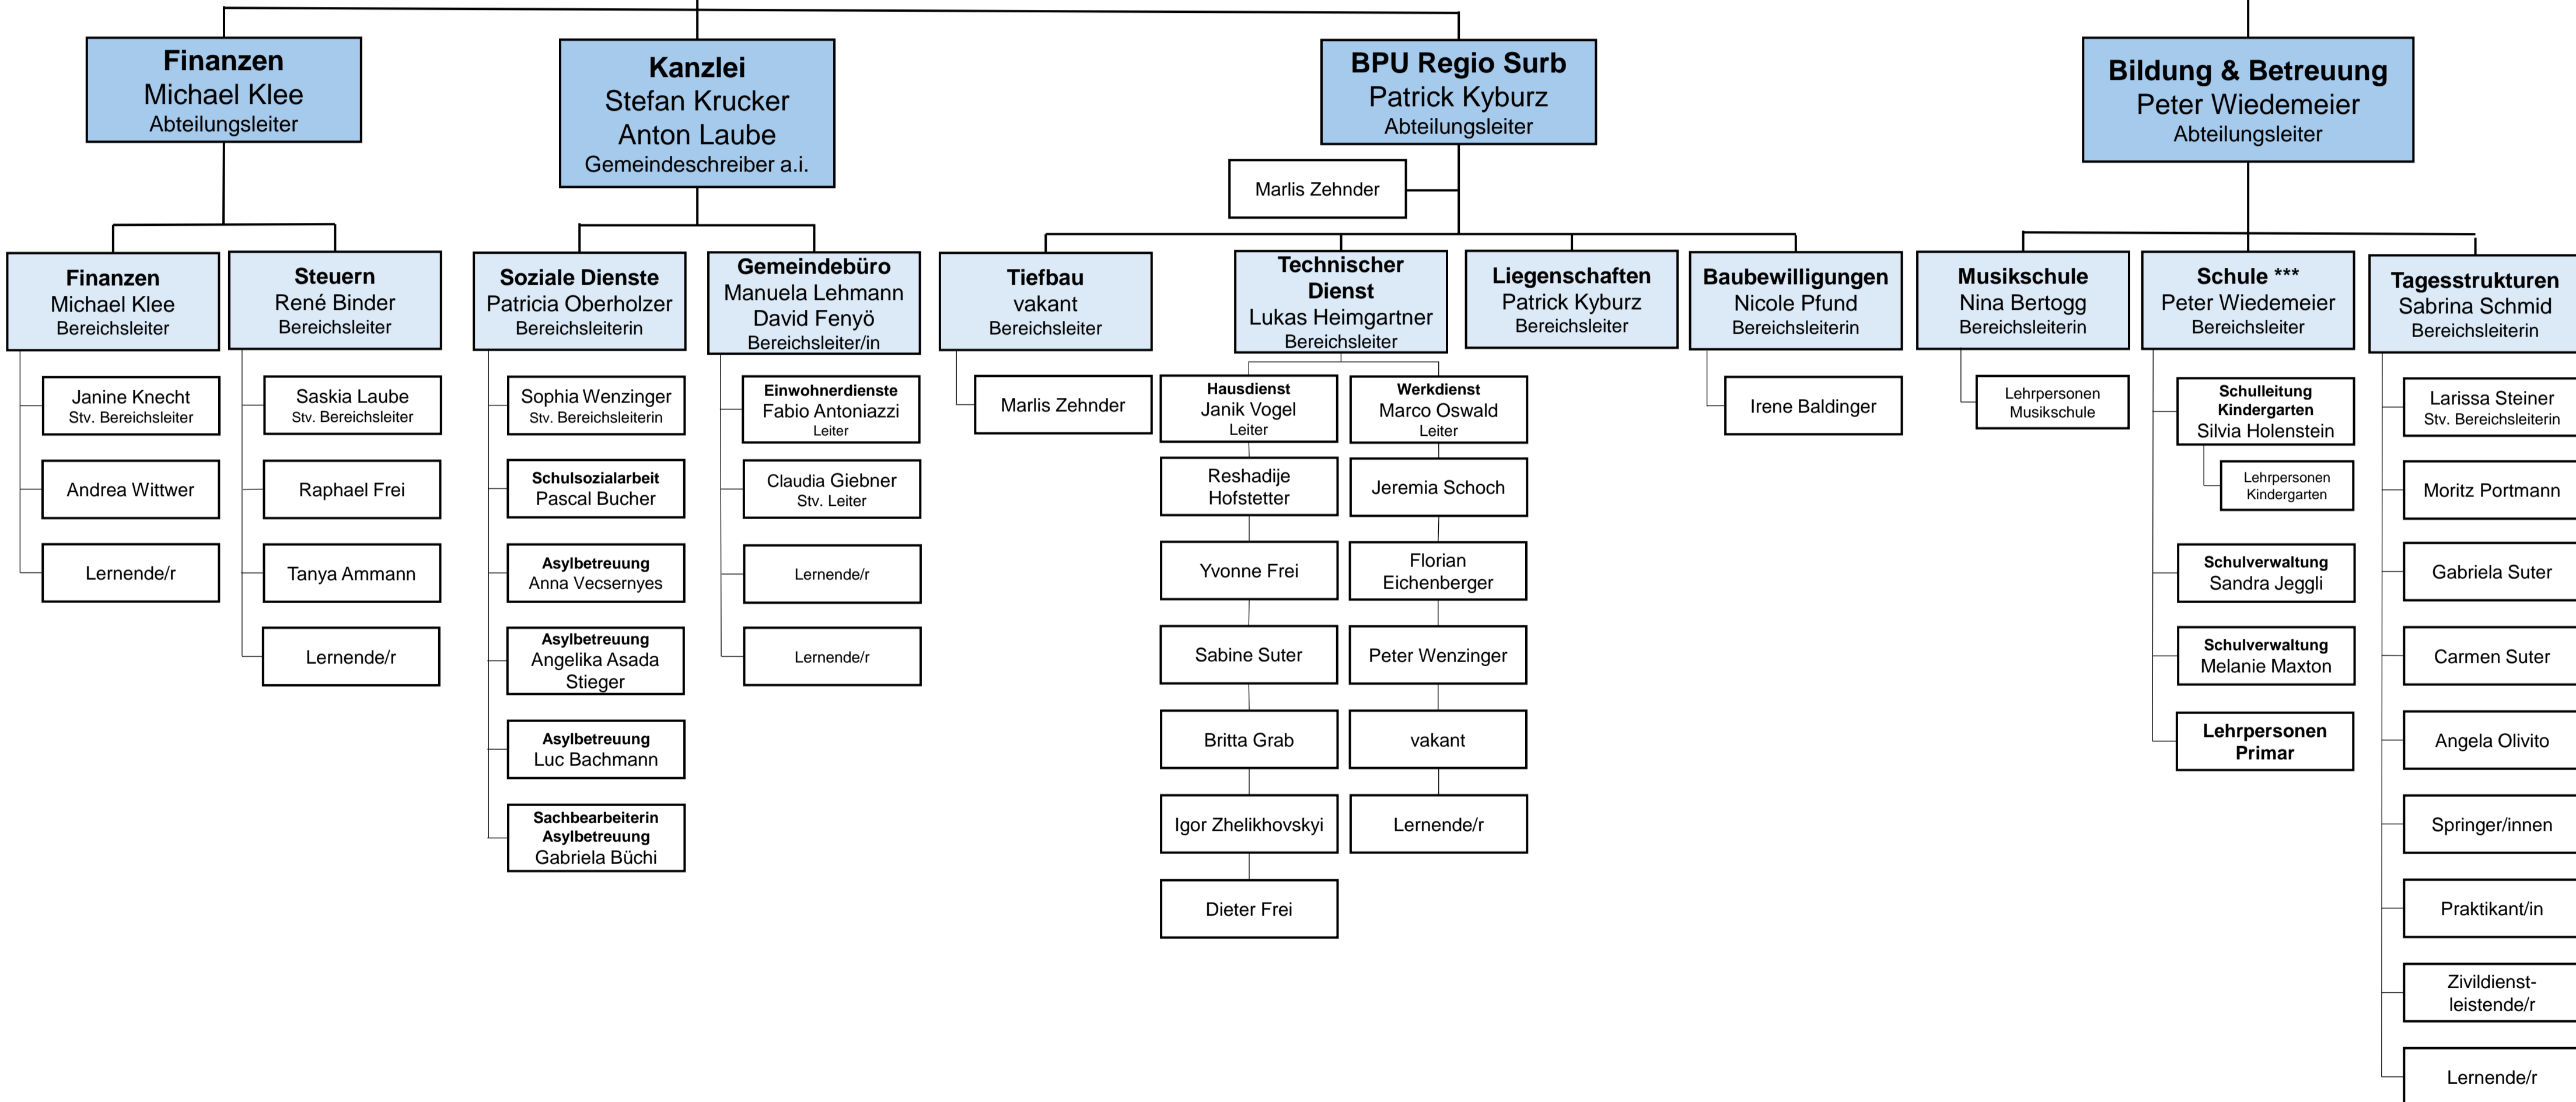 Finanzen
Michael Klee
Abteilungsleiter
Kanzlei
Stefan Krucker
Anton Laube
Gemeindeschreiber a.i.
BPU Regio Surb
Patrick Kyburz
Abteilungsleiter
Bildung & Betreuung
Peter Wiedemeier
Abteilungsleiter
Marlis Zehnder
Finanzen
Michael Klee
Bereichsleiter
Janine Knecht
Stv. Bereichsleiter
Andrea Wittwer
Lernende/r
Steuern
René Binder
Bereichsleiter
Saskia Laube
Stv. Bereichsleiter
Raphael Frei
Tanya Ammann
Lernende/r
Soziale Dienste
Patricia Oberholzer
Bereichsleiterin
Sophia Wenzinger
Stv. Bereichsleiterin
Schulsozialarbeit
Pascal Bucher
Asylbetreuung
Anna Vecsernyes
Asylbetreuung
Angelika Asada
Stieger
Asylbetreuung
Luc Bachmann
Sachbearbeiterin
Asylbetreuung
Gabriela Büchi
Gemeindebüro
Manuela Lehmann
David Fenyö
Bereichsleiter/in
Einwohnerdienste
Fabio Antoniazzi
Leiter
Claudia Giebner
Stv. Leiter
Lernende/r
Lernende/r
Tiefbau
vakant
Bereichsleiter
Marlis Zehnder
Technischer
Dienst
Lukas Heimgartner
Bereichsleiter
Hausdienst
Janik Vogel
Leiter
Reshadije
Hofstetter
Yvonne Frei
Sabine Suter
Britta Grab
Igor Zhelikhovskyi
Dieter Frei
Werkdienst
Marco Oswald
Leiter
Jeremia Schoch
Florian
Eichenberger
Peter Wenzinger
vakant
Lernende/r
Liegenschaften
Patrick Kyburz
Bereichsleiter
Baubewilligungen
Nicole Pfund
Bereichsleiterin
Irene Baldinger
Musikschule
Nina Bertogg
Bereichsleiterin
Lehrpersonen
Musikschule
Schule ***
Peter Wiedemeier
Bereichsleiter
Schulleitung
Kindergarten
Silvia Holenstein
Lehrpersonen
Kindergarten
Schulverwaltung
Sandra Jeggli
Schulverwaltung
Melanie Maxton
Lehrpersonen
Primar
Tagesstrukturen
Sabrina Schmid
Bereichsleiterin
Larissa Steiner
Stv. Bereichsleiterin
Moritz Portmann
Gabriela Suter
Carmen Suter
Angela Olivito
Springer/innen
Praktikant/in
Zivildienst-
leistende/r
Lernende/r